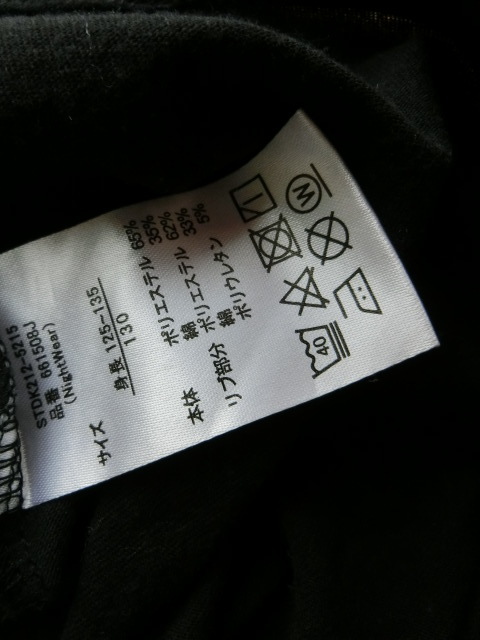 STDK212-5215
品番 661505J
(NightWear)
サイズ
身長 125-135
130
本体 ポリエステル 65%
綿 35%
リブ部分 ポリエステル 62%
綿 33%
ポリウレタン 5%
40
W